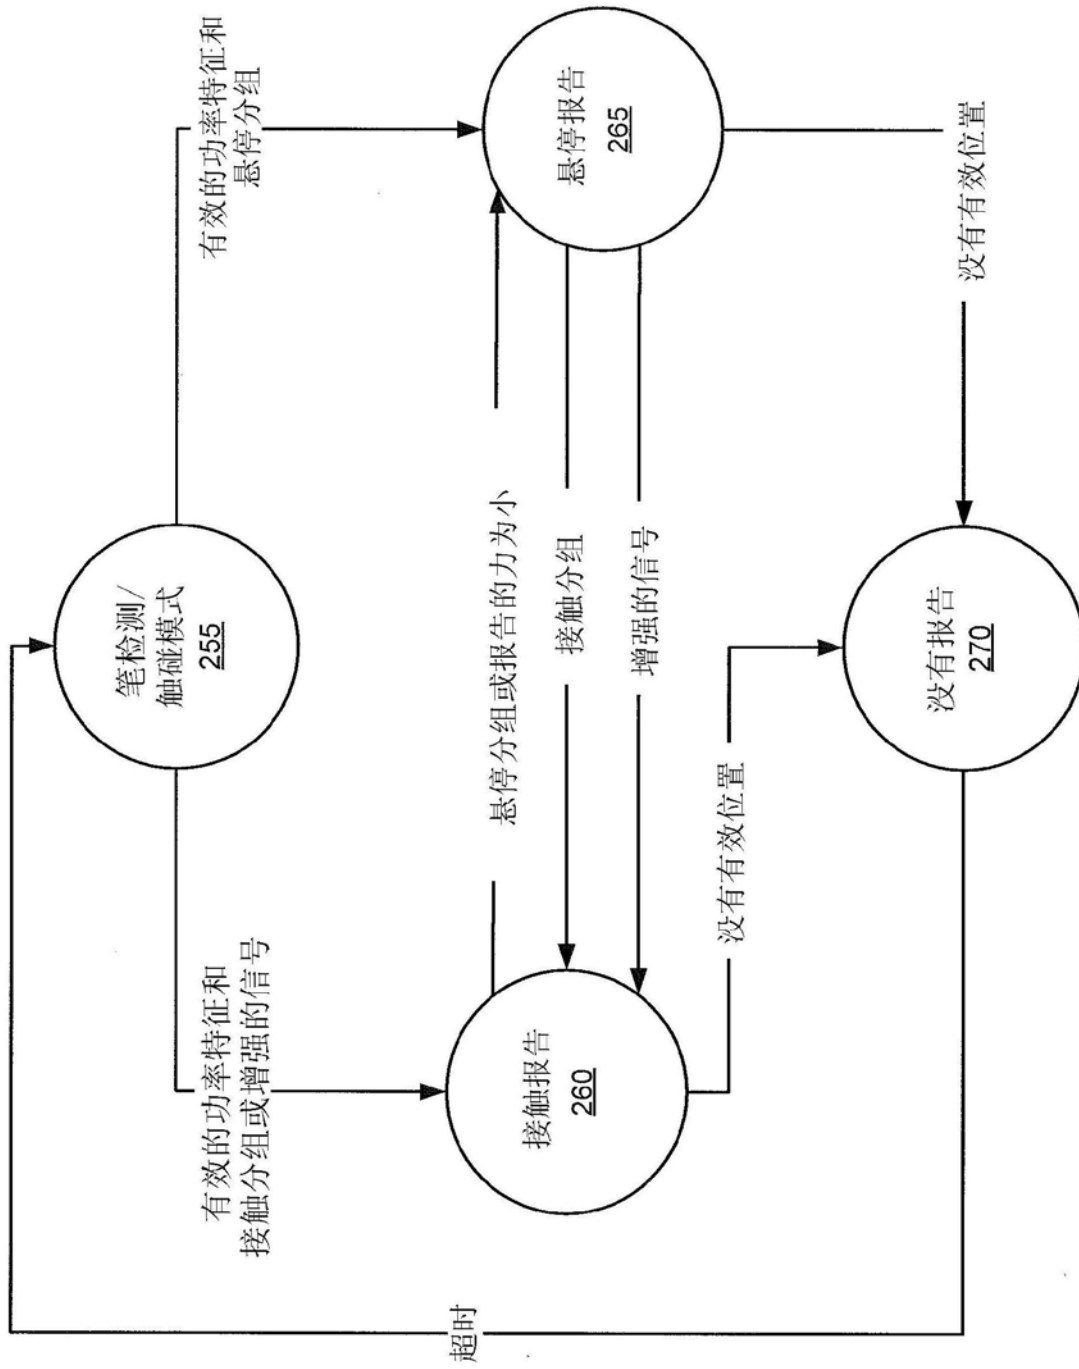 笔检测/
触碰模式
255
有效的功率特征和
接触分组或增强的信号
有效的功率特征和
悬停分组
接触报告
260
悬停报告
265
悬停分组或报告的力为小
接触分组
增强的信号
没有有效位置
没有有效位置
没有报告
270
超时